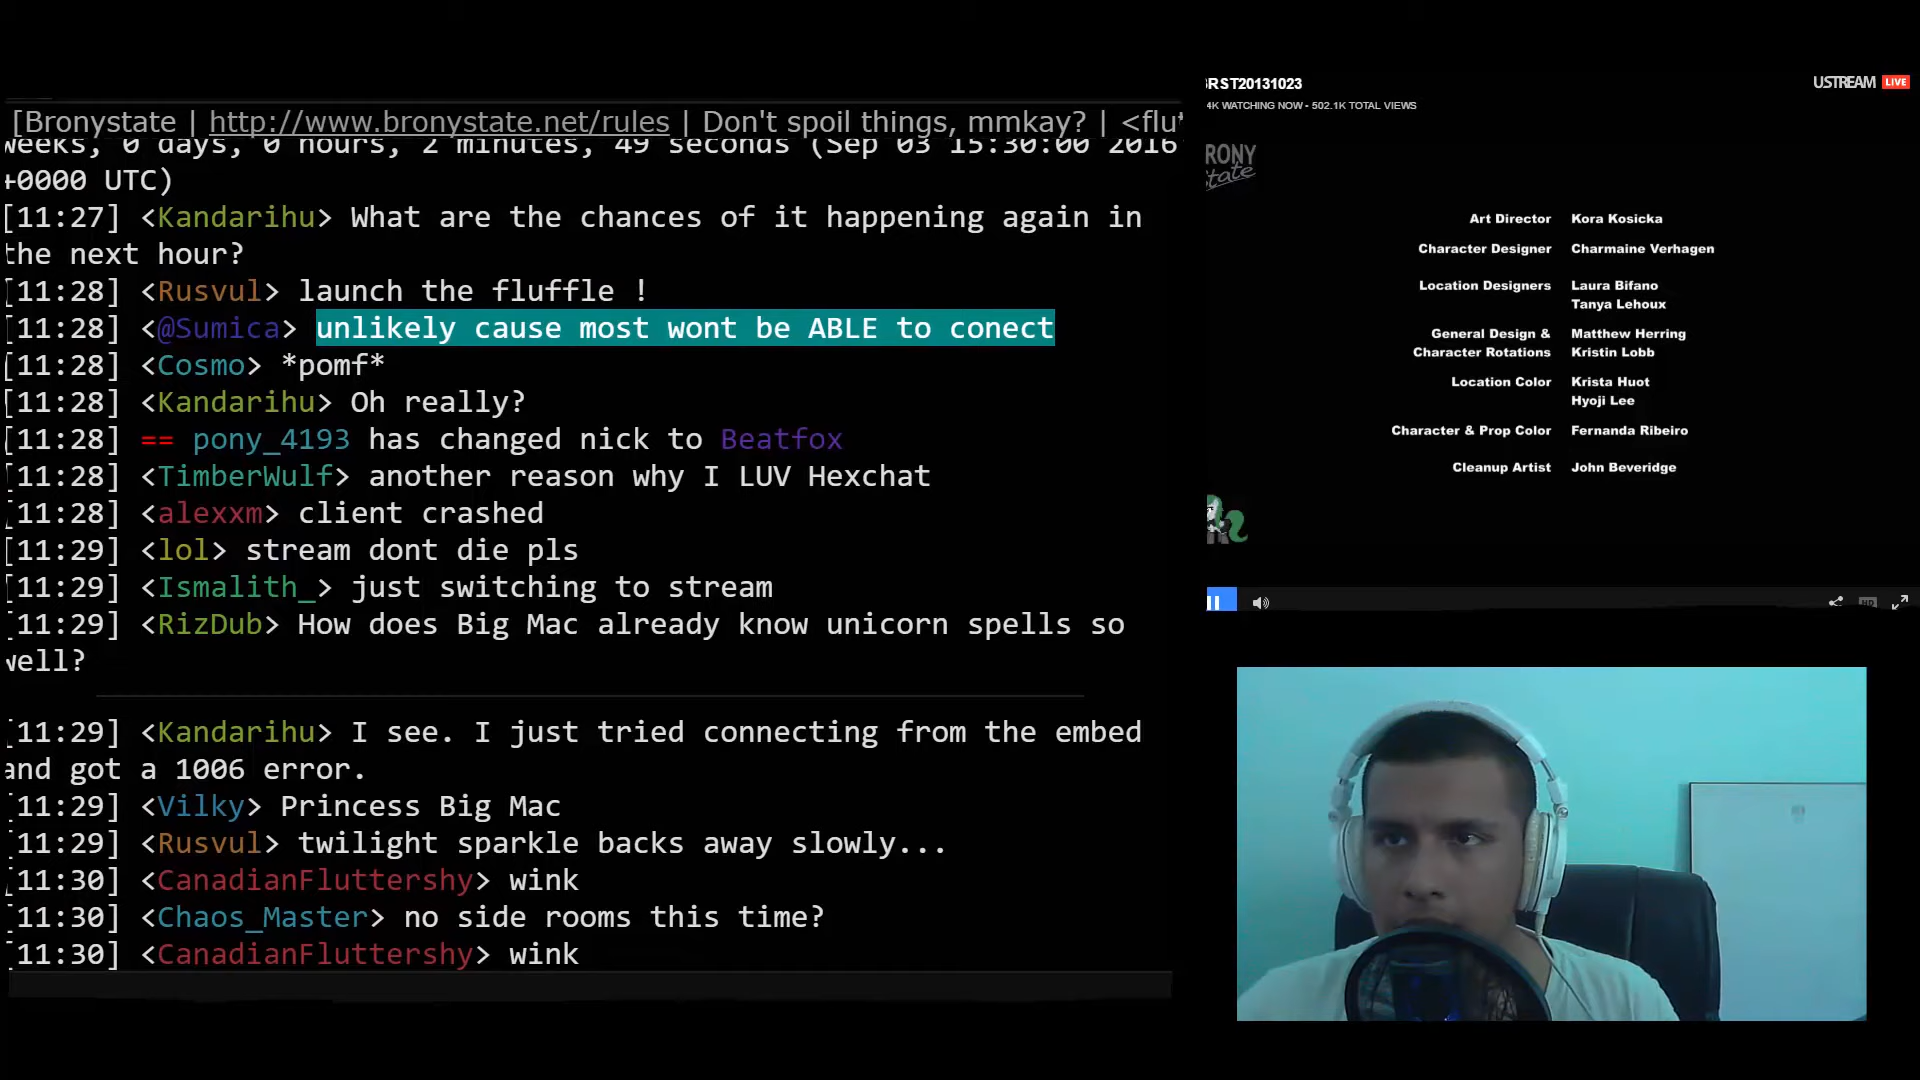 [Bronystate | http://www.bronystate.net/rules | Don't spoil things, mmkay? | <flu
weeks, 0 days, 0 hours, 2 minutes, 49 seconds (Sep 03 15:30:00 2016
+0000 UTC)
[11:27] <Kandarihu> What are the chances of it happening again in
the next hour?
[11:28] <Rusvul> launch the fluffle !
[11:28] <@Sumica> unlikely cause most wont be ABLE to conect
[11:28] <Cosmo> *pomf*
[11:28] <Kandarihu> Oh really?
[11:28] == pony_4193 has changed nick to Beatfox
[11:28] <TimberWulf> another reason why I LUV Hexchat
[11:28] <alexxm> client crashed
[11:29] <lol> stream dont die pls
[11:29] <Ismalith_> just switching to stream
[11:29] <RizDub> How does Big Mac already know unicorn spells so
well?
[11:29] <Kandarihu> I see. I just tried connecting from the embed
and got a 1006 error.
[11:29] <Vilky> Princess Big Mac
[11:29] <Rusvul> twilight sparkle backs away slowly...
[11:30] <CanadianFluttershy> wink
[11:30] <Chaos_Master> no side rooms this time?
[11:30] <CanadianFluttershy> wink
RST20131023
4K WATCHING NOW - 502.1K TOTAL VIEWS
USTREAM LIVE
RONY
tate
Art Director Kora Kosicka
Character Designer Charmaine Verhagen
Location Designers Laura Bifano
Tanya Lehoux
General Design & Matthew Herring
Character Rotations Kristin Lobb
Location Color Krista Huot
Hyoji Lee
Character & Prop Color Fernanda Ribeiro
Cleanup Artist John Beveridge
HD